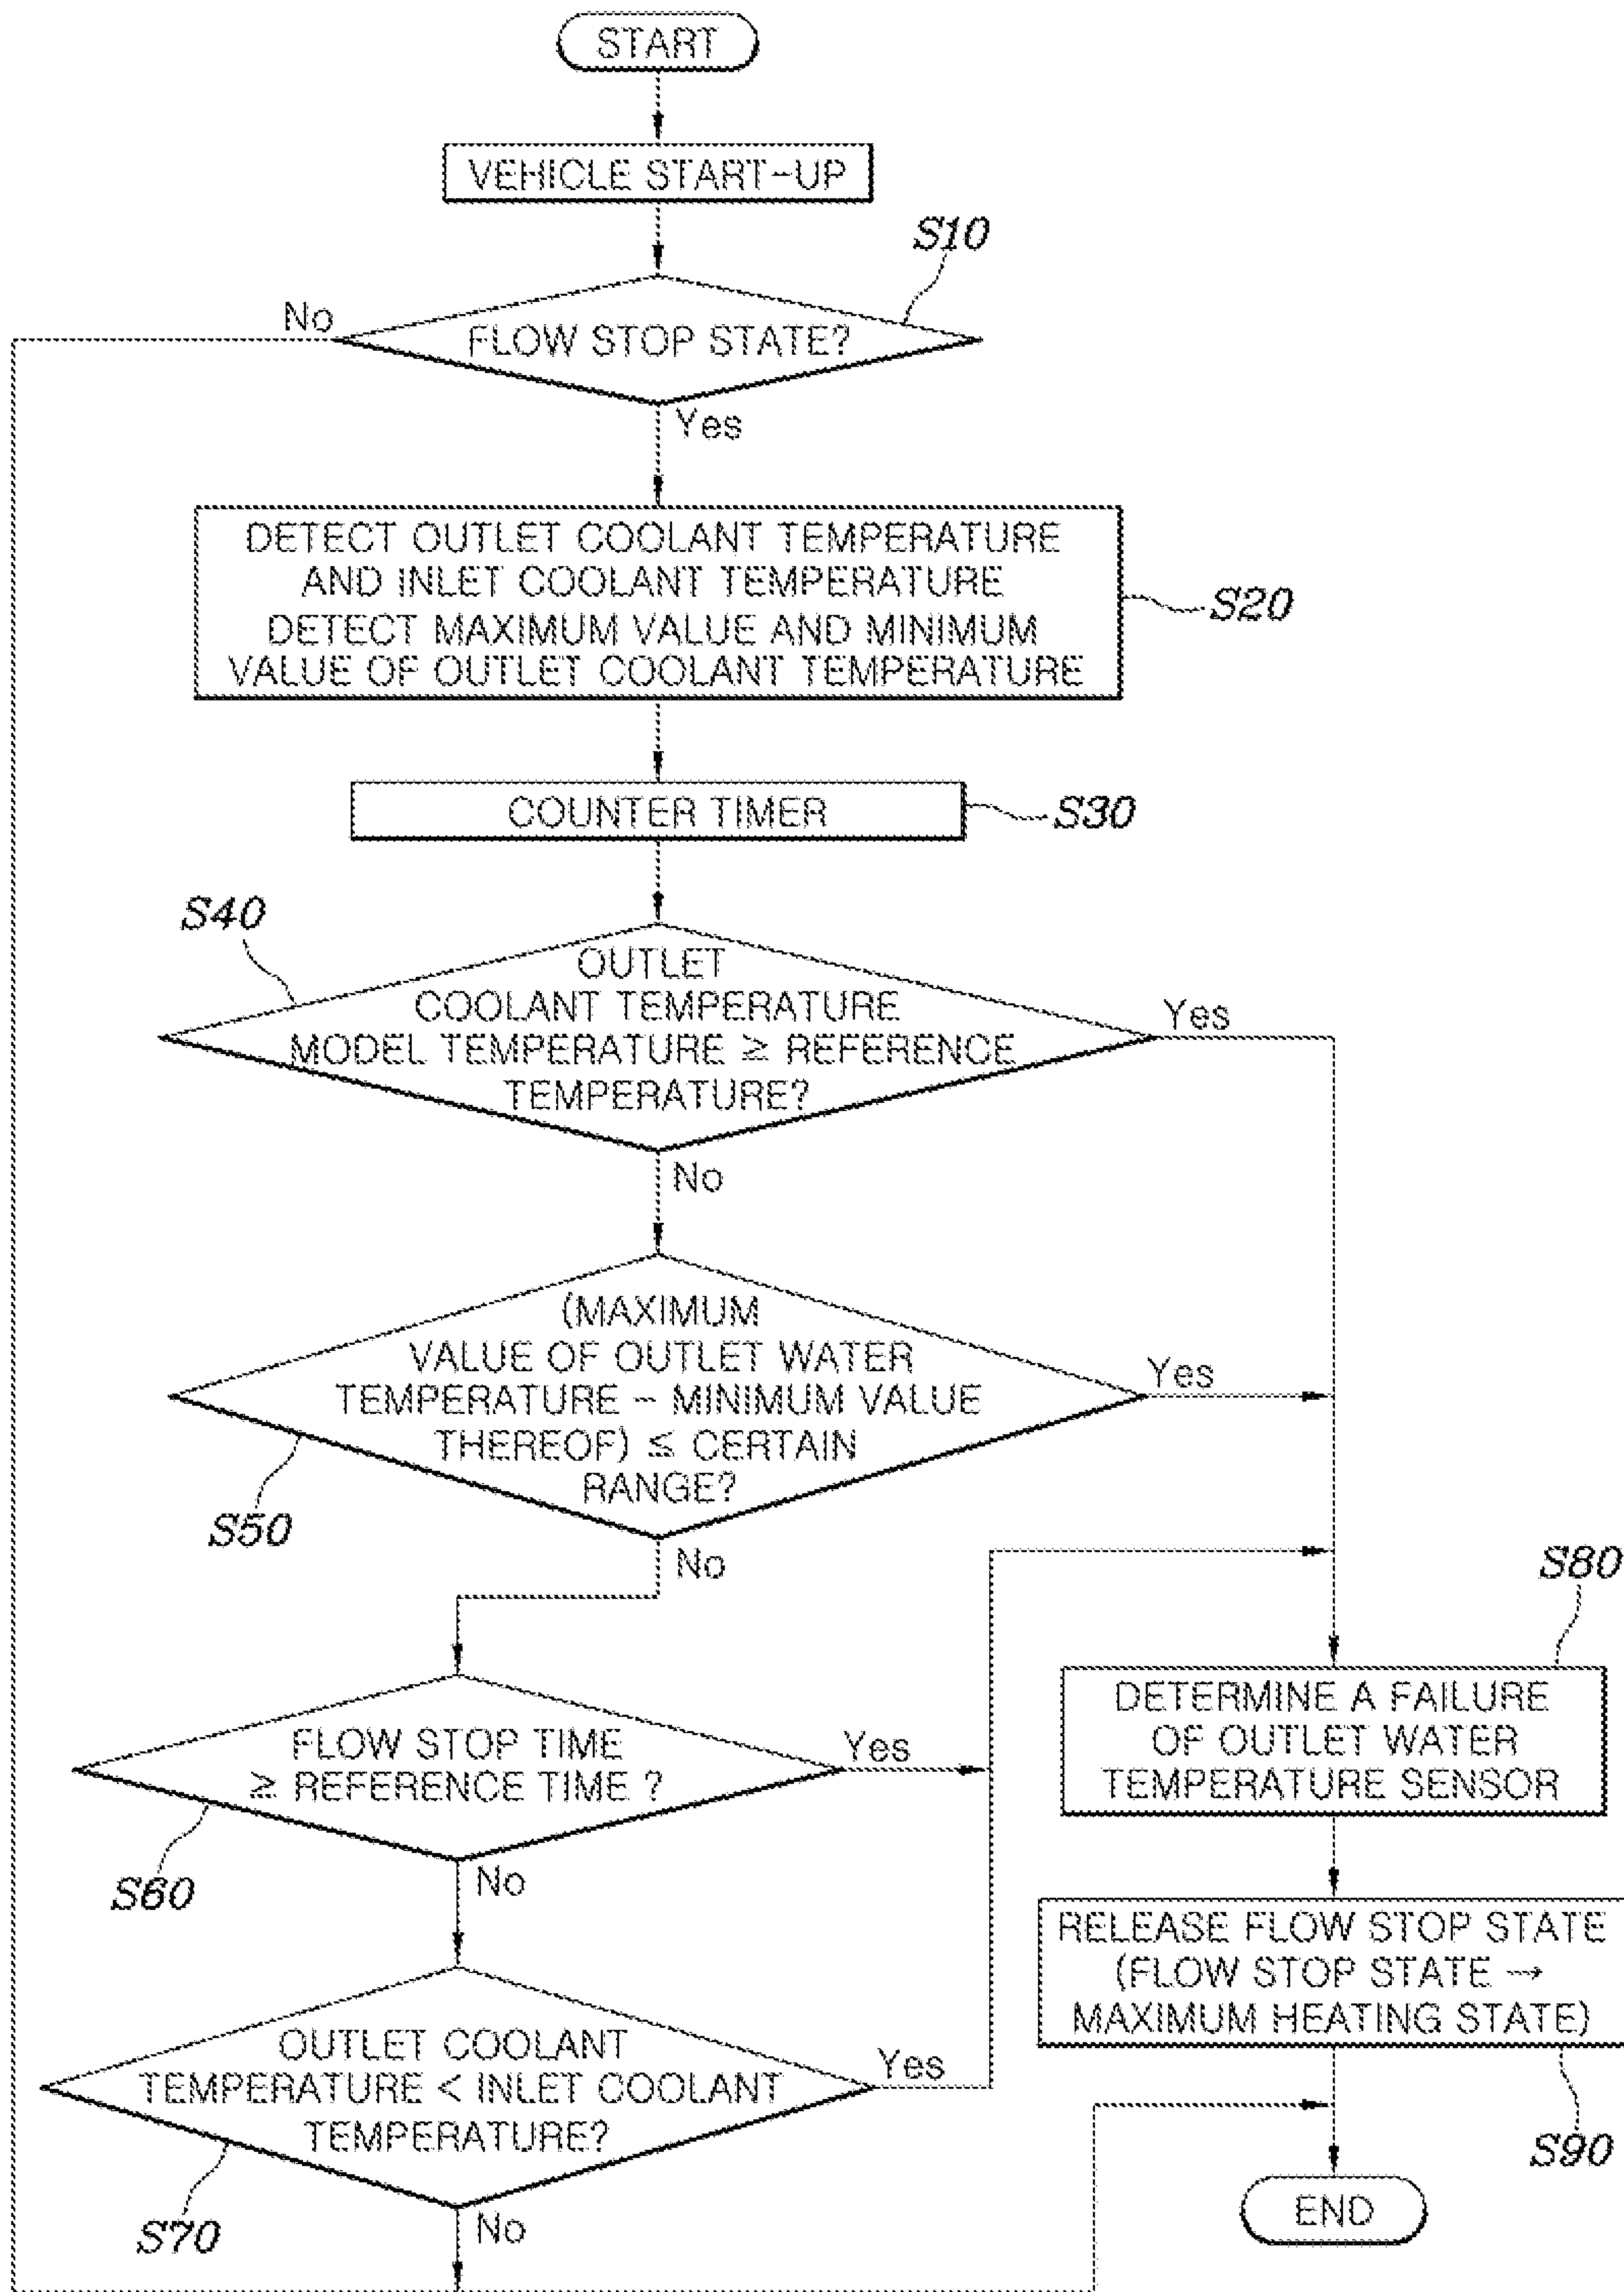 START
VEHICLE START-UP
S10
No
FLOW STOP STATE?
Yes
DETECT OUTLET COOLANT TEMPERATURE
AND INLET COOLANT TEMPERATURE
DETECT MAXIMUM VALUE AND MINIMUM
VALUE OF OUTLET COOLANT TEMPERATURE
S20
COUNTER TIMER
S30
S40
OUTLET
COOLANT TEMPERATURE
MODEL TEMPERATURE ≧ REFERENCE
TEMPERATURE?
Yes
No
(MAXIMUM
VALUE OF OUTLET WATER
TEMPERATURE - MINIMUM VALUE
THEREOF) ≦ CERTAIN
RANGE?
Yes
S50
No
FLOW STOP TIME
≧ REFERENCE TIME ?
Yes
S60
No
S80
DETERMINE A FAILURE
OF OUTLET WATER
TEMPERATURE SENSOR
RELEASE FLOW STOP STATE
(FLOW STOP STATE →
MAXIMUM HEATING STATE)
S90
OUTLET COOLANT
TEMPERATURE < INLET COOLANT
TEMPERATURE?
Yes
S70
No
END